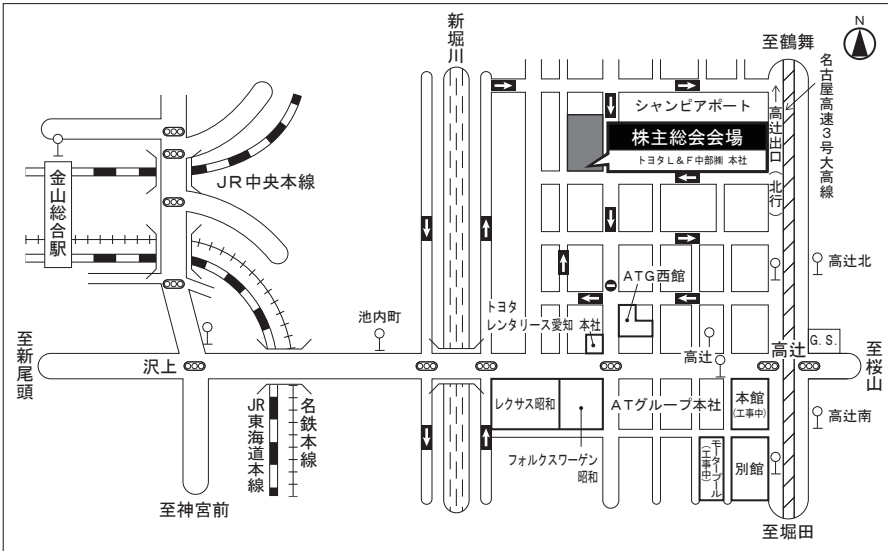 新堀川
至鶴舞
N
名古屋高速3号大高線
↑高辻出口(北行)
シャンピアポート
株主総会会場
トヨタL&F中部㈱ 本社
JR中央本線
金山総合駅
高辻北
ATG西館
トヨタ
レンタリース愛知 本社
池内町
高辻
高辻
G.S.
至新尾頭
沢上
至桜山
レクサス昭和
ATグループ本社
本館
(工事中)
高辻南
JR東海道本線
名鉄本線
フォルクスワーゲン
昭和
モータープール
(工事中)
別館
至神宮前
至堀田